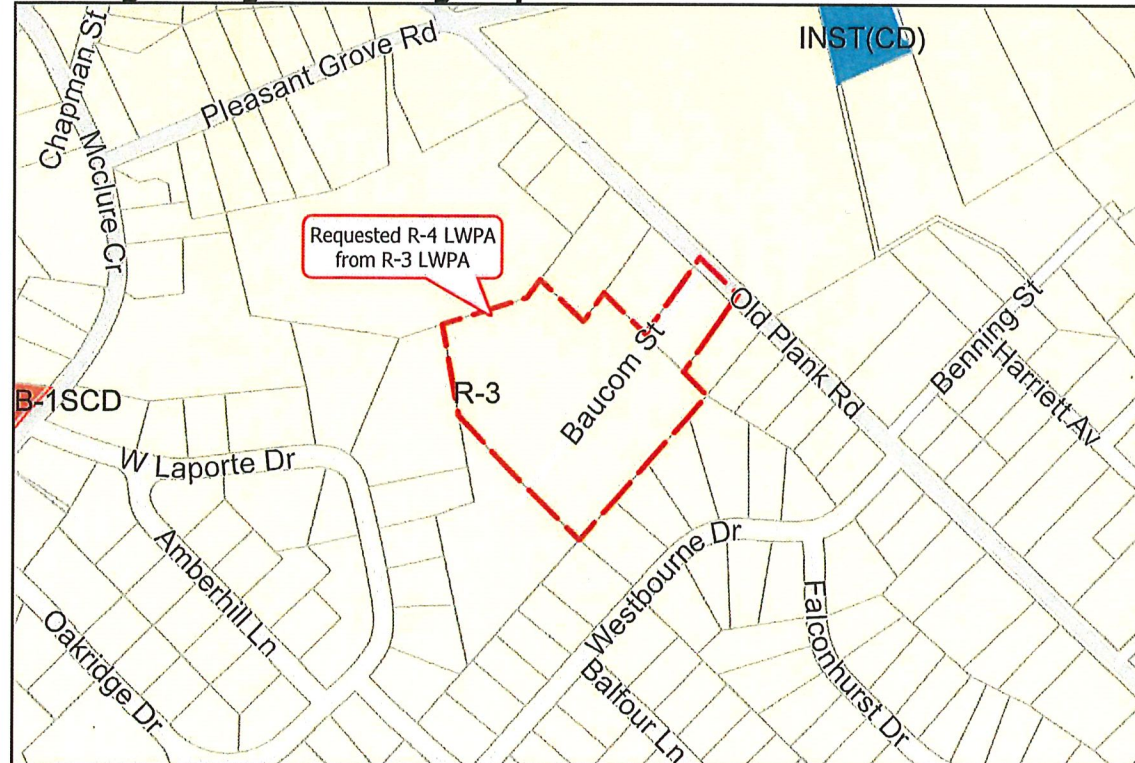 Chapman St
Pleasant Grove Rd
INST(CD)
Mcclure Cr
Requested R-4 LWPA
from R-3 LWPA
Old Plank Rd
Benning St
Harriett Av
Baucom St
R-3
B-1SCD
W Laporte Dr
Amberhill Ln
Oakridge Dr
Westbourne Dr
Balfour Ln
Falconhurst Dr